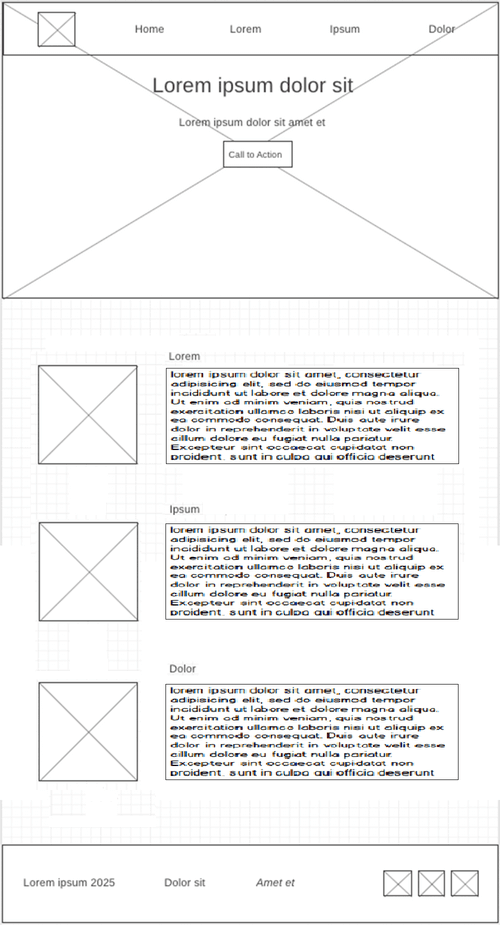 Home Lorem Ipsum Dolor
Lorem ipsum dolor sit
Lorem ipsum dolor sit amet et
Call to Action
Lorem
lorem ipsum dolor sit amet, consectetur
adipisicing elit, sed do eiusmod tempor
incididunt ut labore et dolore magna aliqua.
Ut enim ad minim veniam, quis nostrud
exercitation ullamco laboris nisi ut aliquip ex
ea commodo consequat. Duis aute irure
dolor in reprehenderit in voluptate velit esse
cillum dolore eu fugiat nulla pariatur.
Excepteur sint occaecat cupidatat non
proident, sunt in culpa qui officia deserunt
Ipsum
lorem ipsum dolor sit amet, consectetur
adipisicing elit, sed do eiusmod tempor
incididunt ut labore et dolore magna aliqua.
Ut enim ad minim veniam, quis nostrud
exercitation ullamco laboris nisi ut aliquip ex
ea commodo consequat. Duis aute irure
dolor in reprehenderit in voluptate velit esse
cillum dolore eu fugiat nulla pariatur.
Excepteur sint occaecat cupidatat non
proident, sunt in culpa qui officia deserunt
Dolor
lorem ipsum dolor sit amet, consectetur
adipisicing elit, sed do eiusmod tempor
incididunt ut labore et dolore magna aliqua.
Ut enim ad minim veniam, quis nostrud
exercitation ullamco laboris nisi ut aliquip ex
ea commodo consequat. Duis aute irure
dolor in reprehenderit in voluptate velit esse
cillum dolore eu fugiat nulla pariatur.
Excepteur sint occaecat cupidatat non
proident, sunt in culpa qui officia deserunt
Lorem ipsum 2025 Dolor sit Amet et